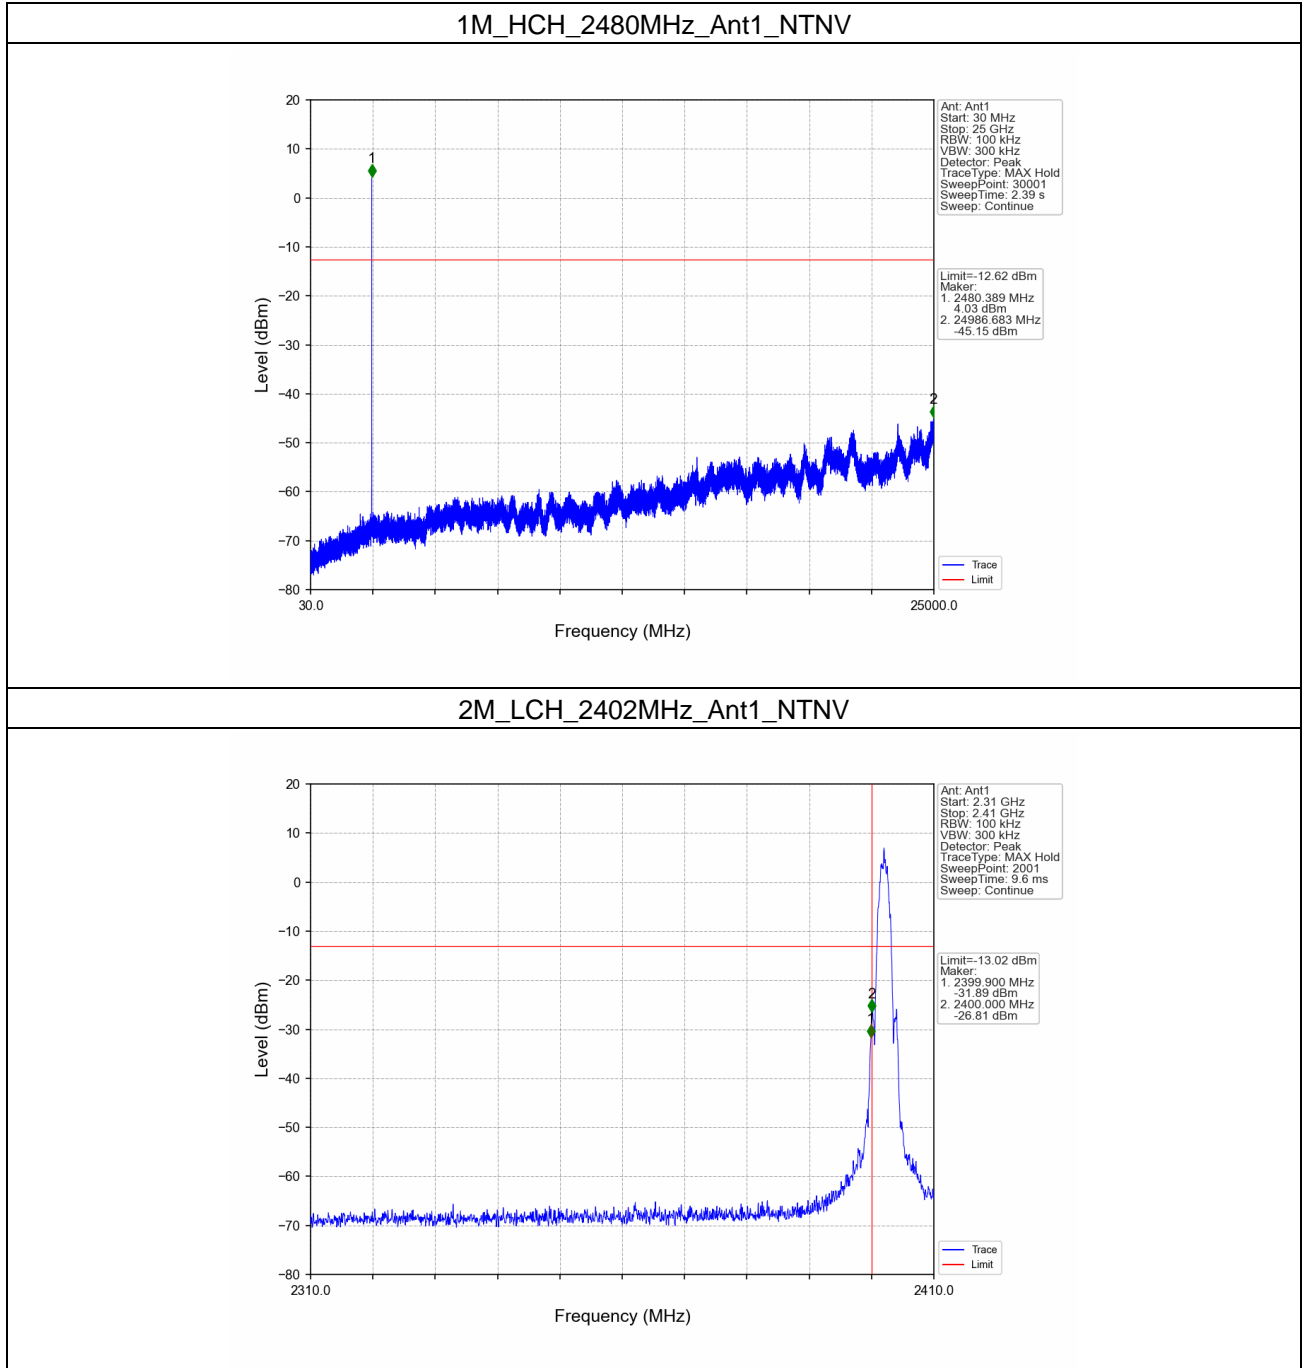 1M_HCH_2480MHz_Ant1_NTNV
20
10
0
−10
−20
−30
−40
−50
−60
−70
−80
Level (dBm)
30.0
25000.0
Frequency (MHz)
1
2
Ant: Ant1
Start: 30 MHz
Stop: 25 GHz
RBW: 100 kHz
VBW: 300 kHz
Detector: Peak
TraceType: MAX Hold
SweepPoint: 30001
SweepTime: 2.39 s
Sweep: Continue
Limit=-12.62 dBm
Maker:
1. 2480.389 MHz
4.03 dBm
2. 24986.683 MHz
-45.15 dBm
Trace
Limit
2M_LCH_2402MHz_Ant1_NTNV
20
10
0
−10
−20
−30
−40
−50
−60
−70
−80
Level (dBm)
2310.0
2410.0
Frequency (MHz)
2
1
Ant: Ant1
Start: 2.31 GHz
Stop: 2.41 GHz
RBW: 100 kHz
VBW: 300 kHz
Detector: Peak
TraceType: MAX Hold
SweepPoint: 2001
SweepTime: 9.6 ms
Sweep: Continue
Limit=-13.02 dBm
Maker:
1. 2399.900 MHz
-31.89 dBm
2. 2400.000 MHz
-26.81 dBm
Trace
Limit